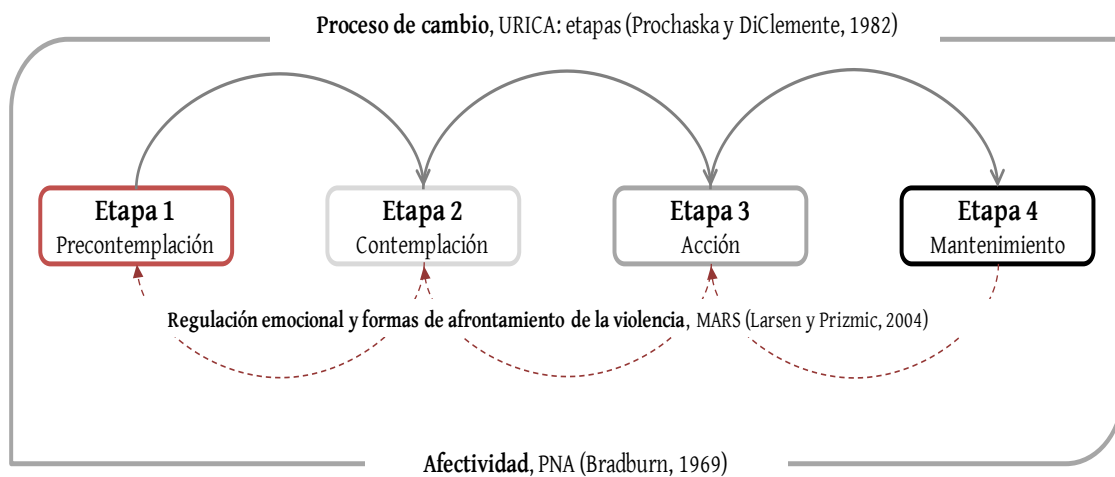 Proceso de cambio, URICA: etapas (Prochaska y DiClemente, 1982)
Etapa 1
Precontemplación
Etapa 2
Contemplación
Etapa 3
Acción
Etapa 4
Mantenimiento
Regulación emocional y formas de afrontamiento de la violencia, MARS (Larsen y Prizmic, 2004)
Afectividad, PNA (Bradburn, 1969)